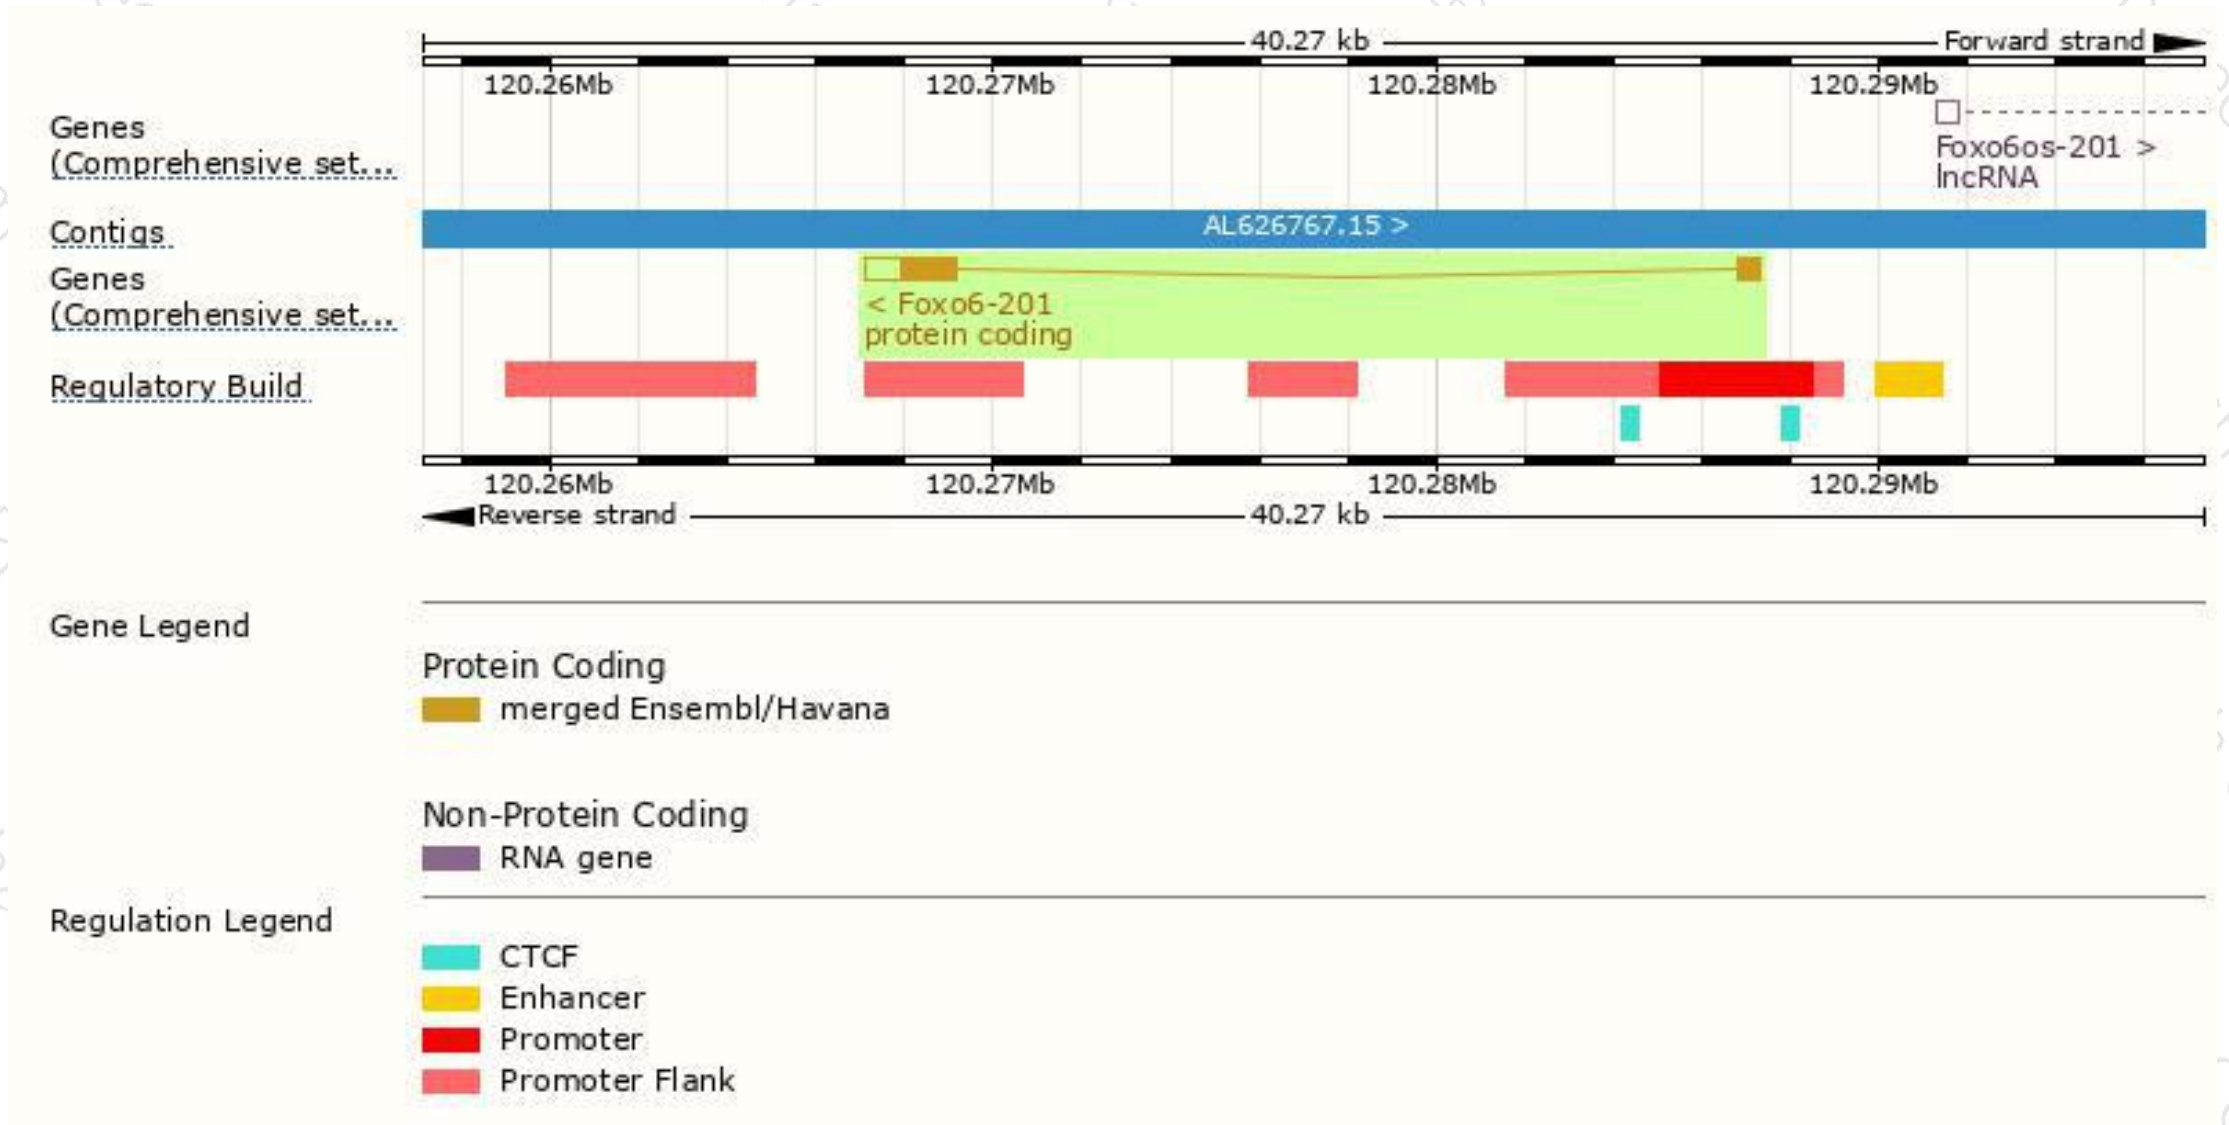 40.27 kb Forward strand
120.26Mb 120.27Mb 120.28Mb 120.29Mb
Genes
(Comprehensive set...
Foxo6os-201 >
lncRNA
Contigs
AL626767.15 >
Genes
(Comprehensive set...
< Foxo6-201
protein coding
Regulatory Build
120.26Mb 120.27Mb 120.28Mb 120.29Mb
Reverse strand 40.27 kb
Gene Legend
Protein Coding
merged Ensembl/Havana
Non-Protein Coding
RNA gene
Regulation Legend
CTCF
Enhancer
Promoter
Promoter Flank